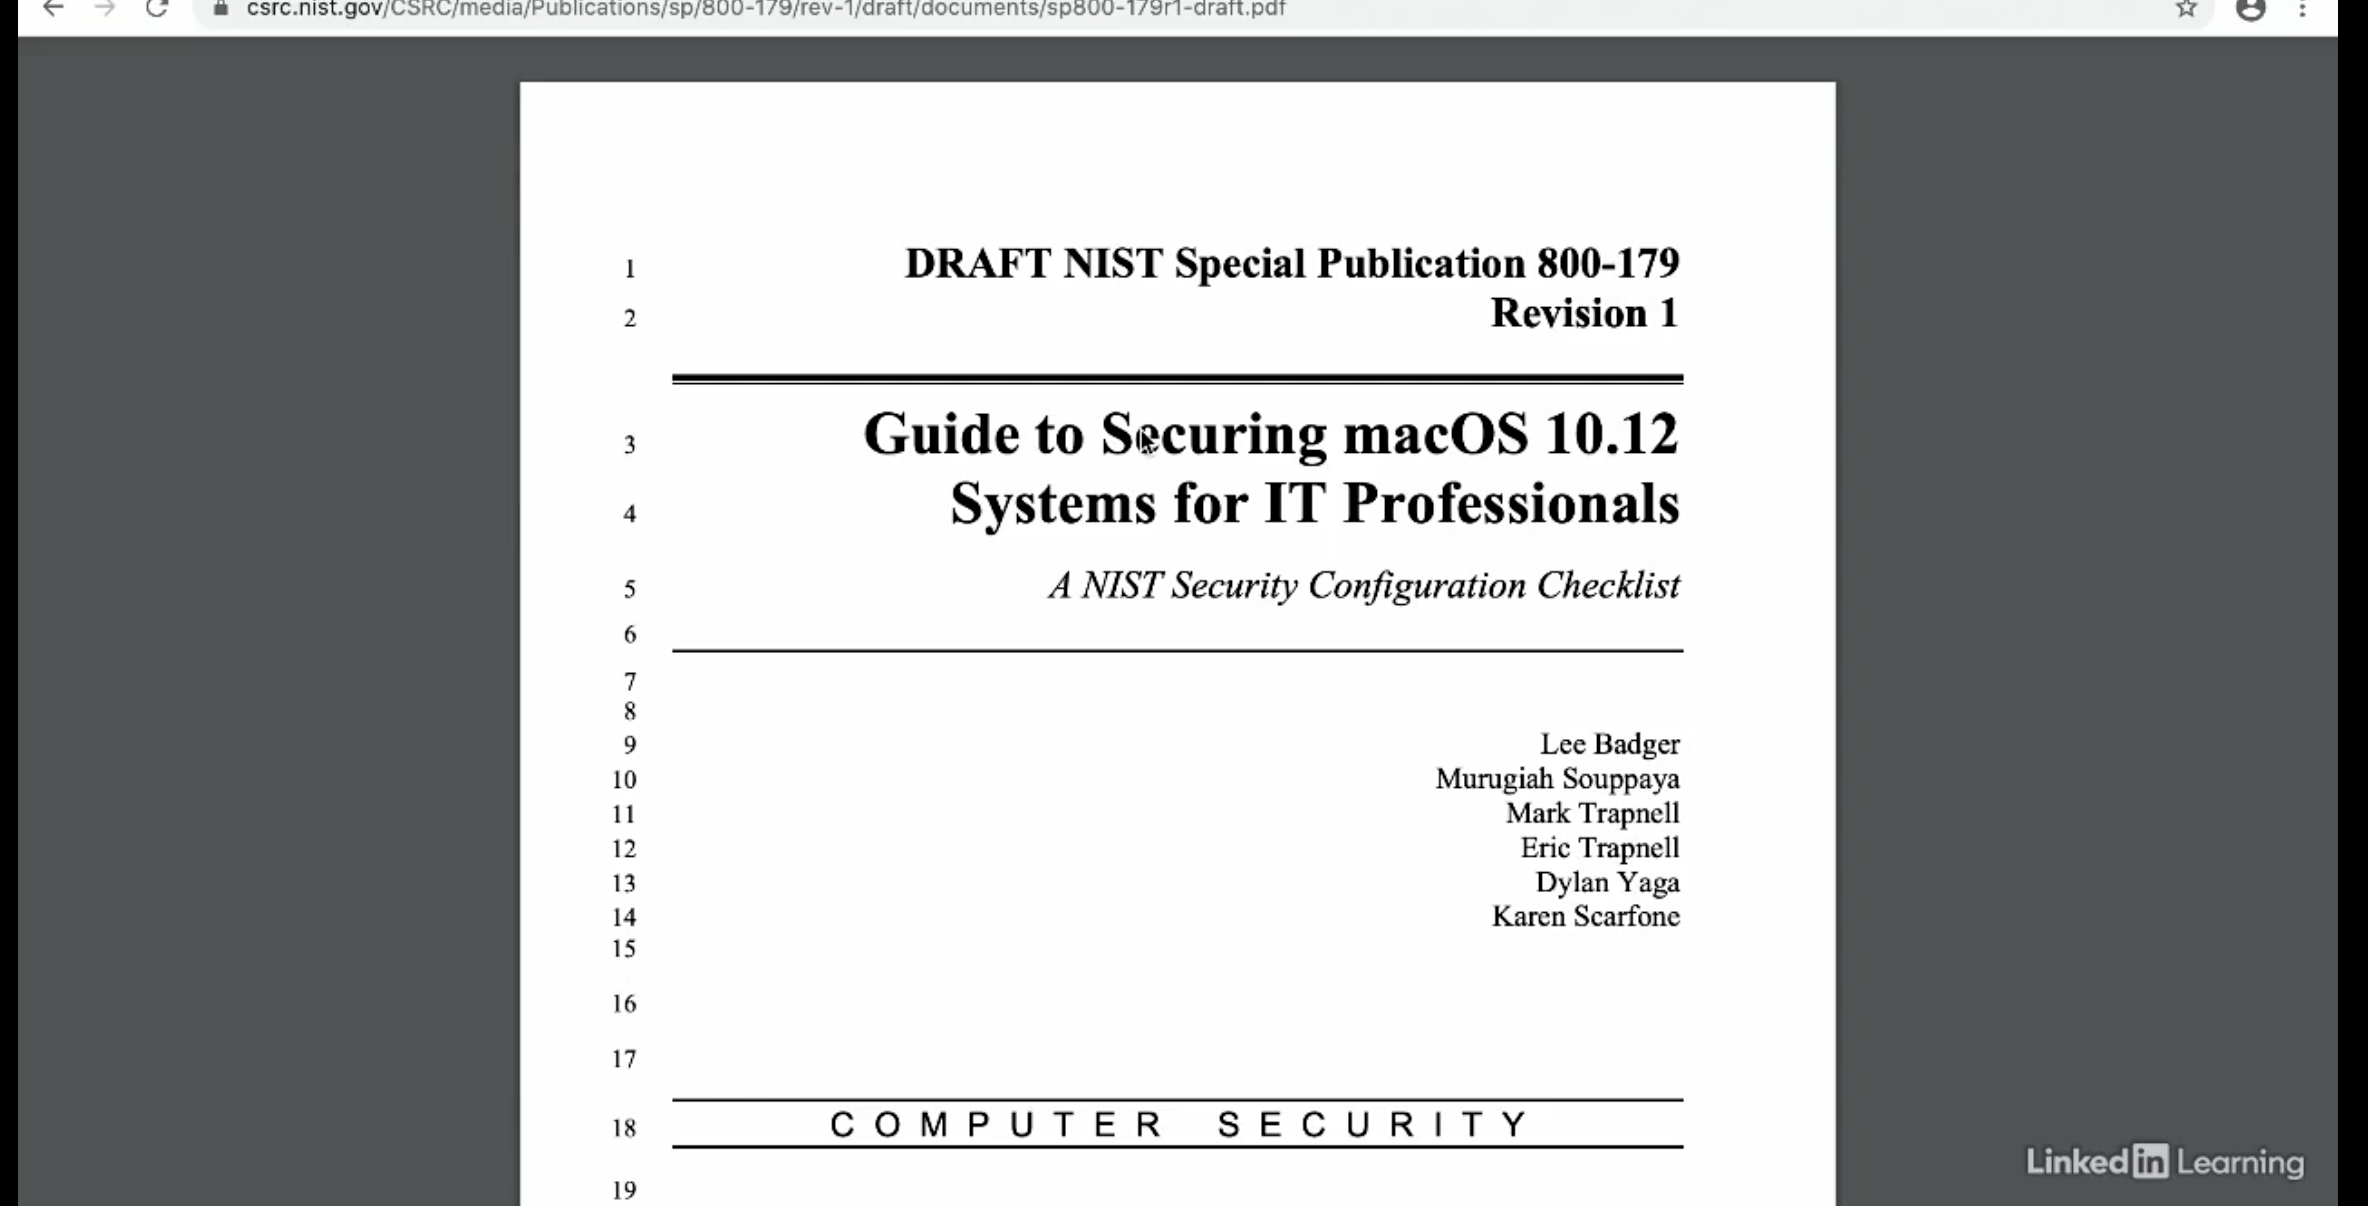 csrc.nist.gov/CSRC/media/Publications/sp/800-179/rev-1/draft/documents/sp800-179r1-draft.pdf
1 DRAFT NIST Special Publication 800-179
2 Revision 1
3 Guide to Securing macOS 10.12
4 Systems for IT Professionals
5 A NIST Security Configuration Checklist
6
7
8
9 Lee Badger
10 Murugiah Souppaya
11 Mark Trapnell
12 Eric Trapnell
13 Dylan Yaga
14 Karen Scarfone
15
16
17
18 COMPUTER SECURITY
19
Linked in Learning